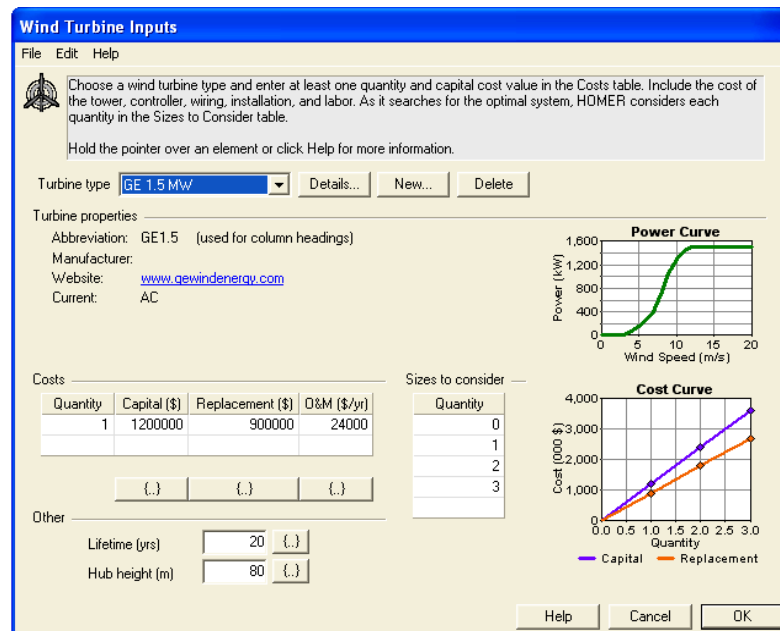 Wind Turbine Inputs
File Edit Help
Choose a wind turbine type and enter at least one quantity and capital cost value in the Costs table. Include the cost of
the tower, controller, wiring, installation, and labor. As it searches for the optimal system, HOMER considers each
quantity in the Sizes to Consider table.
Hold the pointer over an element or click Help for more information.
Turbine type GE 1.5 MW Details... New... Delete
Turbine properties
Abbreviation: GE1.5 (used for column headings)
Manufacturer:
Website: www.gewindenergy.com
Current: AC
Power Curve
Power (kW)
1,600
1,200
800
400
0
0 5 10 15 20
Wind Speed (m/s)
Costs
Quantity Capital ($) Replacement ($) O&M ($/yr)
1 1200000 900000 24000
{..} {..} {..}
Sizes to consider
Quantity
0
1
2
3
Cost Curve
Cost (000 $)
4,000
3,000
2,000
1,000
0
0.0 0.5 1.0 1.5 2.0 2.5 3.0
Quantity
Capital Replacement
Other
Lifetime (yrs) 20 {..}
Hub height (m) 80 {..}
Help Cancel OK